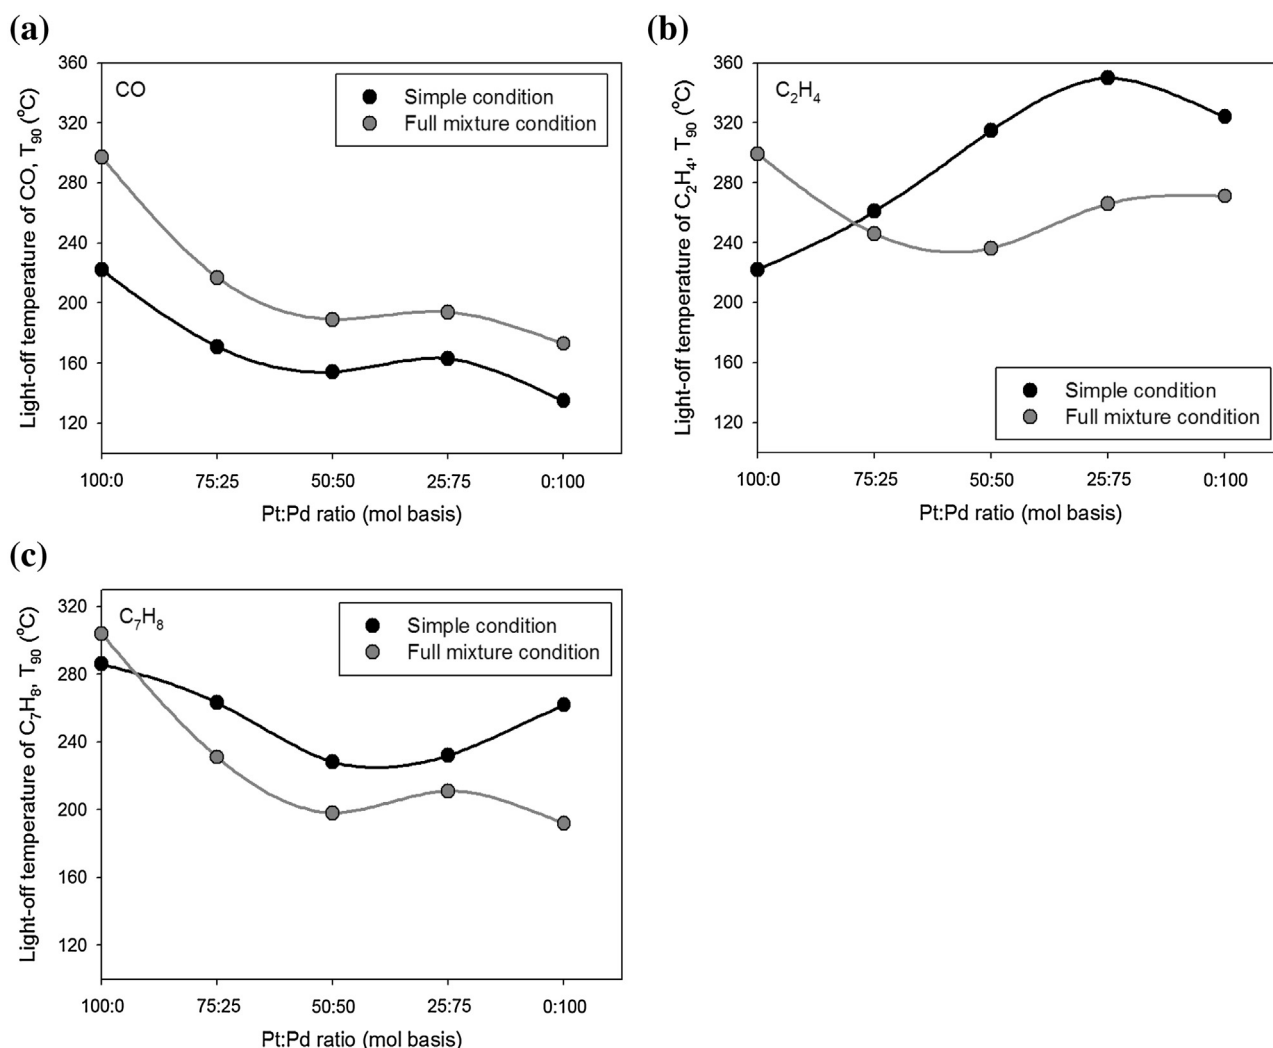 (a)
Light-off temperature of CO, T₉₀ (°C)
360
320
280
240
200
160
120
CO
Simple condition
Full mixture condition
100:0 75:25 50:50 25:75 0:100
Pt:Pd ratio (mol basis)
(b)
Light-off temperature of C₂H₄, T₉₀ (°C)
360
320
280
240
200
160
120
C₂H₄
Simple condition
Full mixture condition
100:0 75:25 50:50 25:75 0:100
Pt:Pd ratio (mol basis)
(c)
Light-off temperature of C₇H₈, T₉₀ (°C)
320
280
240
200
160
120
C₇H₈
Simple condition
Full mixture condition
100:0 75:25 50:50 25:75 0:100
Pt:Pd ratio (mol basis)